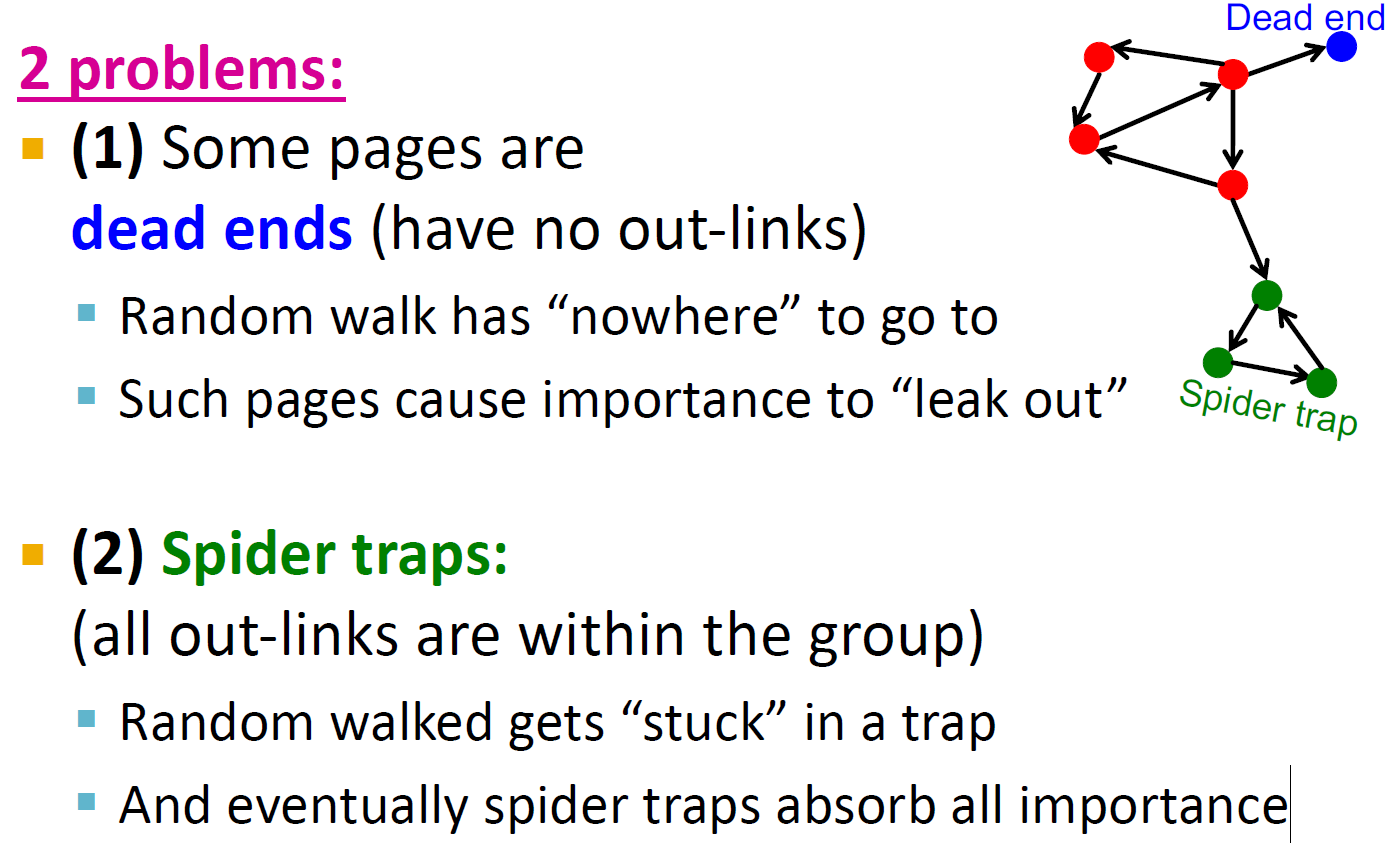 Dead end
2 problems:
(1) Some pages are
dead ends (have no out-links)
Random walk has “nowhere” to go to
Such pages cause importance to “leak out”
Spider trap
(2) Spider traps:
(all out-links are within the group)
Random walked gets “stuck” in a trap
And eventually spider traps absorb all importance